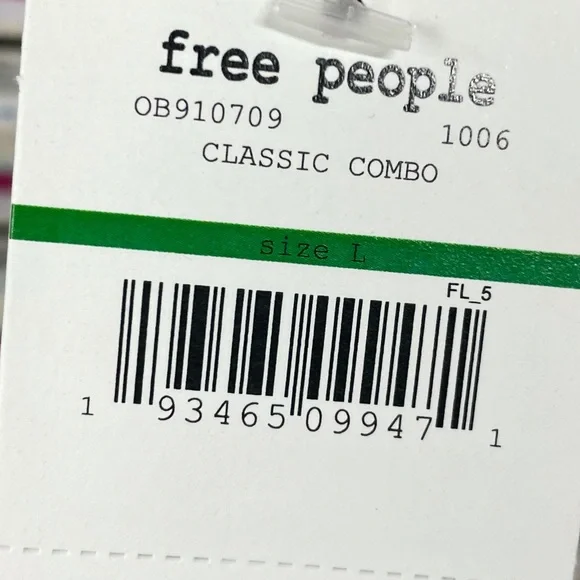 free people
OB910709 1006
CLASSIC COMBO
size L
FL_5
1 93465 09947 1